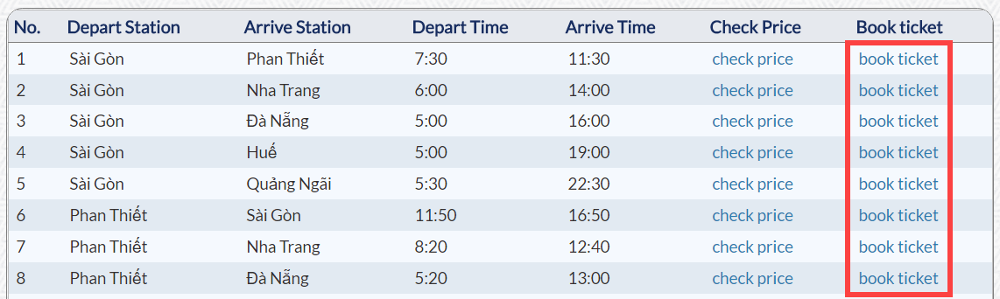 No. Depart Station Arrive Station Depart Time Arrive Time Check Price Book ticket
1 Sài Gòn Phan Thiết 7:30 11:30 check price book ticket
2 Sài Gòn Nha Trang 6:00 14:00 check price book ticket
3 Sài Gòn Đà Nẵng 5:00 16:00 check price book ticket
4 Sài Gòn Huế 5:00 19:00 check price book ticket
5 Sài Gòn Quảng Ngãi 5:30 22:30 check price book ticket
6 Phan Thiết Sài Gòn 11:50 16:50 check price book ticket
7 Phan Thiết Nha Trang 8:20 12:40 check price book ticket
8 Phan Thiết Đà Nẵng 5:20 13:00 check price book ticket